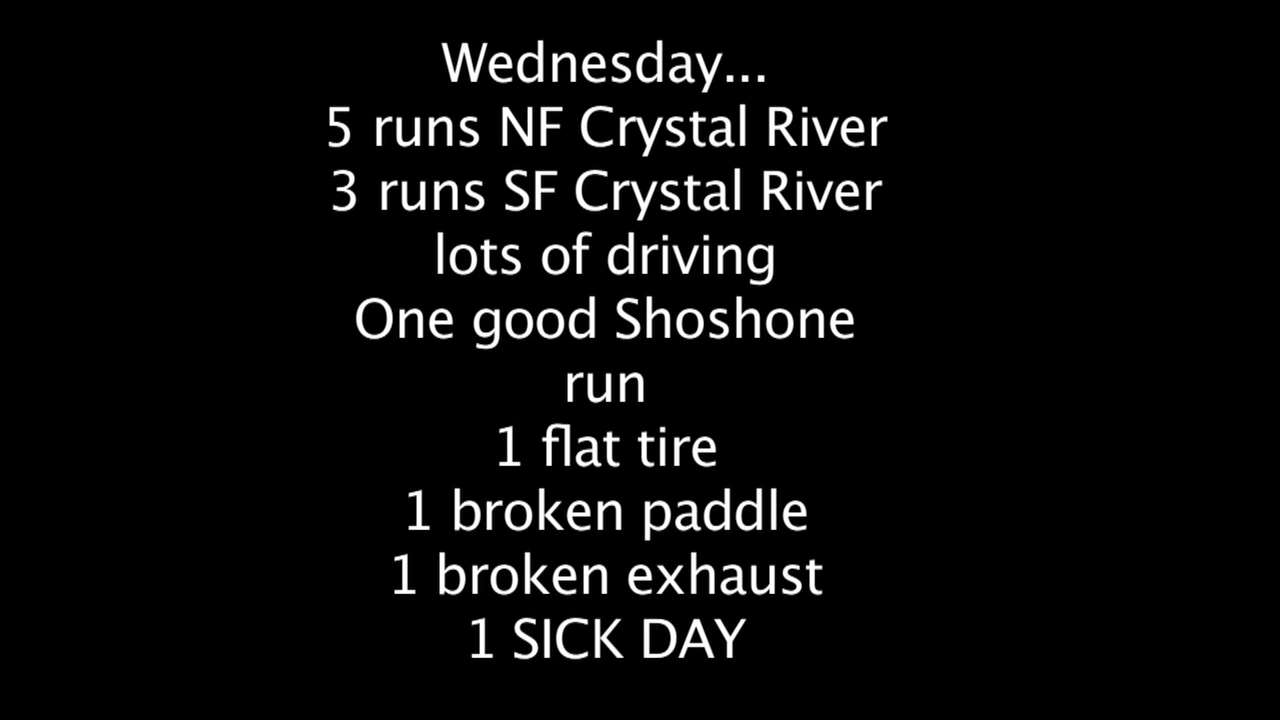 Wednesday...
5 runs NF Crystal River
3 runs SF Crystal River
lots of driving
One good Shoshone
run
1 flat tire
1 broken paddle
1 broken exhaust
1 SICK DAY